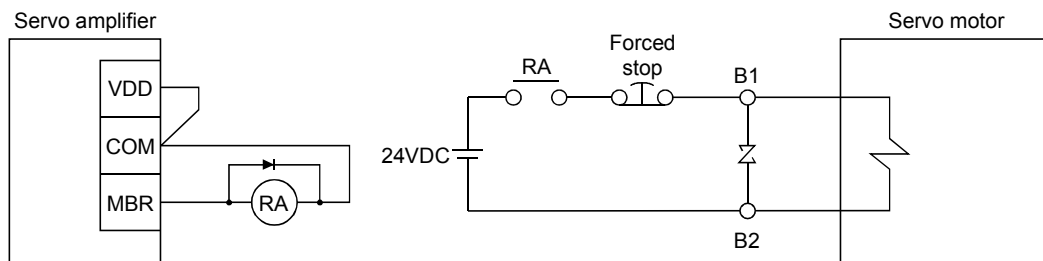 Servo amplifier
VDD
COM
MBR
RA
24VDC
RA
Forced
stop
B1
B2
Servo motor